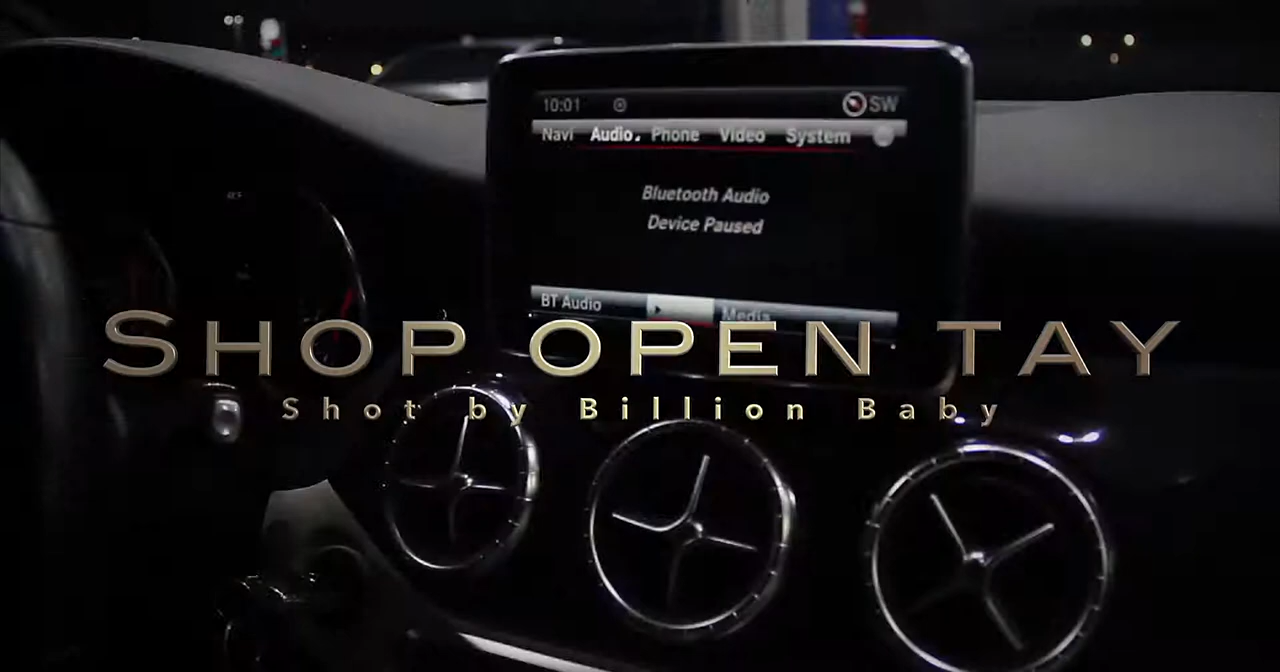 10:01 SW
Navi Audio Phone Video System
Bluetooth Audio
Device Paused
BT Audio Media
SHOP OPEN TAY
Shot by Billion Baby